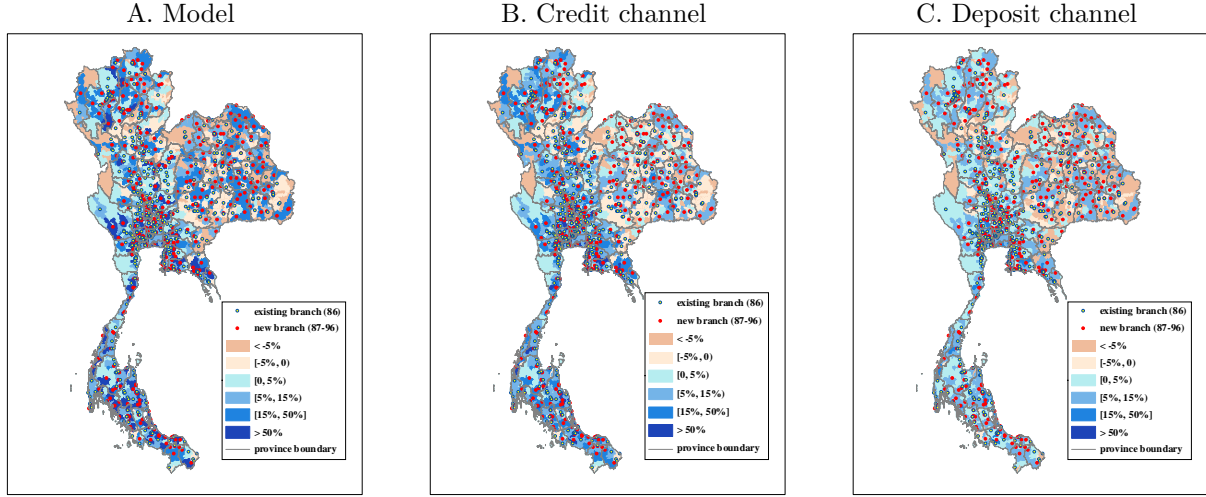 A. Model
B. Credit channel
C. Deposit channel
existing branch (86)
new branch (87-96)
< -5%
[-5%, 0)
[0, 5%)
[5%, 15%)
[15%, 50%]
> 50%
province boundary
existing branch (86)
new branch (87-96)
< -5%
[-5%, 0)
[0, 5%)
[5%, 15%)
[15%, 50%]
> 50%
province boundary
existing branch (86)
new branch (87-96)
< -5%
[-5%, 0)
[0, 5%)
[5%, 15%)
[15%, 50%]
> 50%
province boundary